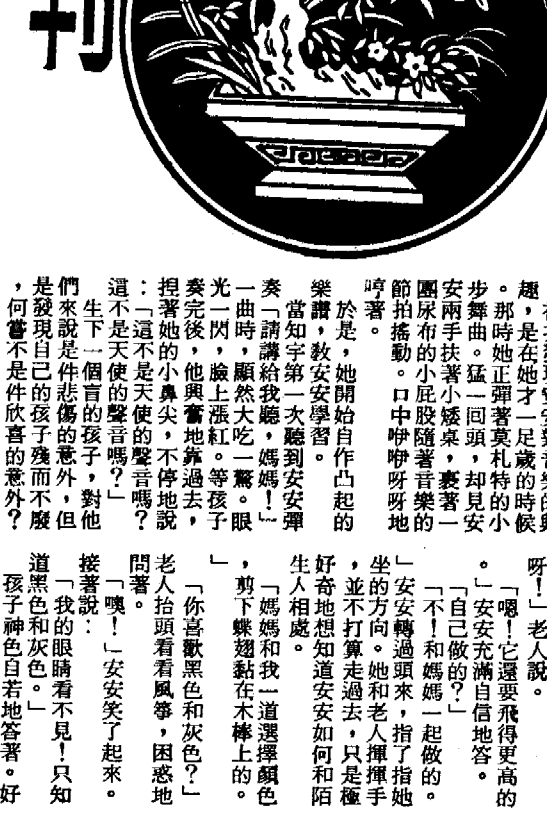 刊
趣，是在她才一足歲的時候
。那時她正彈著莫札特的小
步舞曲。猛一回頭，却見安
安兩手扶著小矮桌，裹著一
團尿布的小屁股隨著音樂的
節拍搖動。口中咿咿呀呀地
哼著。
於是，她開始自作凸起的
樂譜，教安安學習。
當知宇第一次聽到安安彈
奏「請講給我聽，媽媽！」
一曲時，顯然大吃一驚。眼
光一閃，臉上漲紅。等孩子
奏完後，他興奮地靠過去，
捏著她的小鼻尖，不停地說
：「這不是天使的聲音嗎？
這不是天使的聲音嗎？」
生下一個盲的孩子，對他
們來說是件悲傷的意外，但
是發現自己的孩子殘而不廢
，何嘗不是件欣喜的意外？
呀！」老人說。
「嗯！它還要飛得更高的
。」安安充滿自信地答。
「自己做的？」
「不！和媽媽一起做的。
」安安轉過頭來，指了指她
坐的方向。她和老人揮揮手
，並不打算走過去，只是極
好奇地想知道安安如何和陌
生人相處。
「媽媽和我一道選擇顏色
，剪下蝶翅黏在木棒上的。
」
「你喜歡黑色和灰色？」
老人抬頭看看風箏，困惑地
問著。
「噢！」安安笑了起來。
接著說：
「我的眼睛看不見！只知
道黑色和灰色。」
孩子神色自若地答著。好